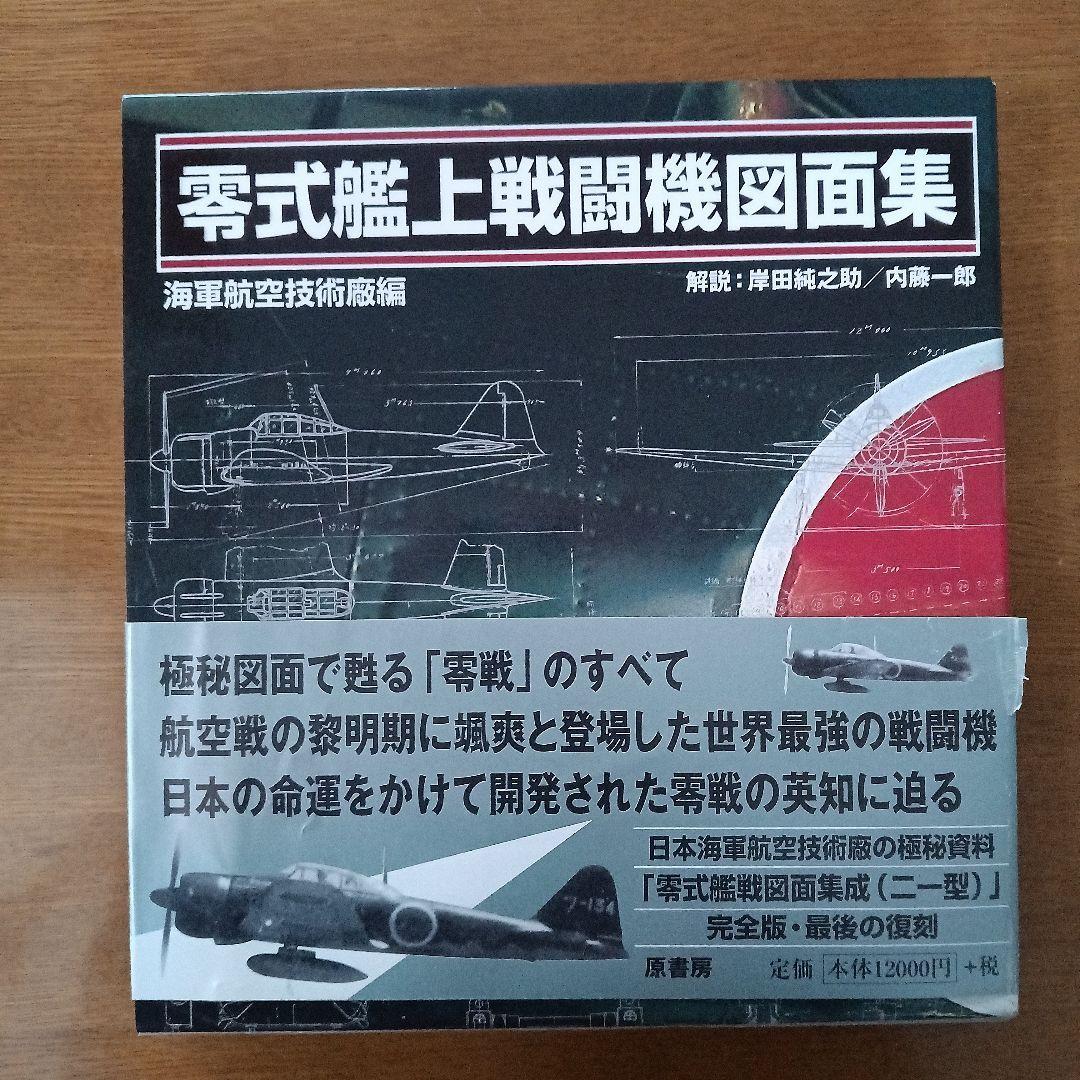 零式艦上戦闘機図面集
海軍航空技術廠編
解説：岸田純之助／内藤一郎
極秘図面で甦る「零戦」のすべて
航空戦の黎明期に颯爽と登場した世界最強の戦闘機
日本の命運をかけて開発された零戦の英知に迫る
ワ-134
日本海軍航空技術廠の極秘資料
「零式艦戦図面集成（二一型）」
完全版・最後の復刻
原書房 定価 本体12000円 +税